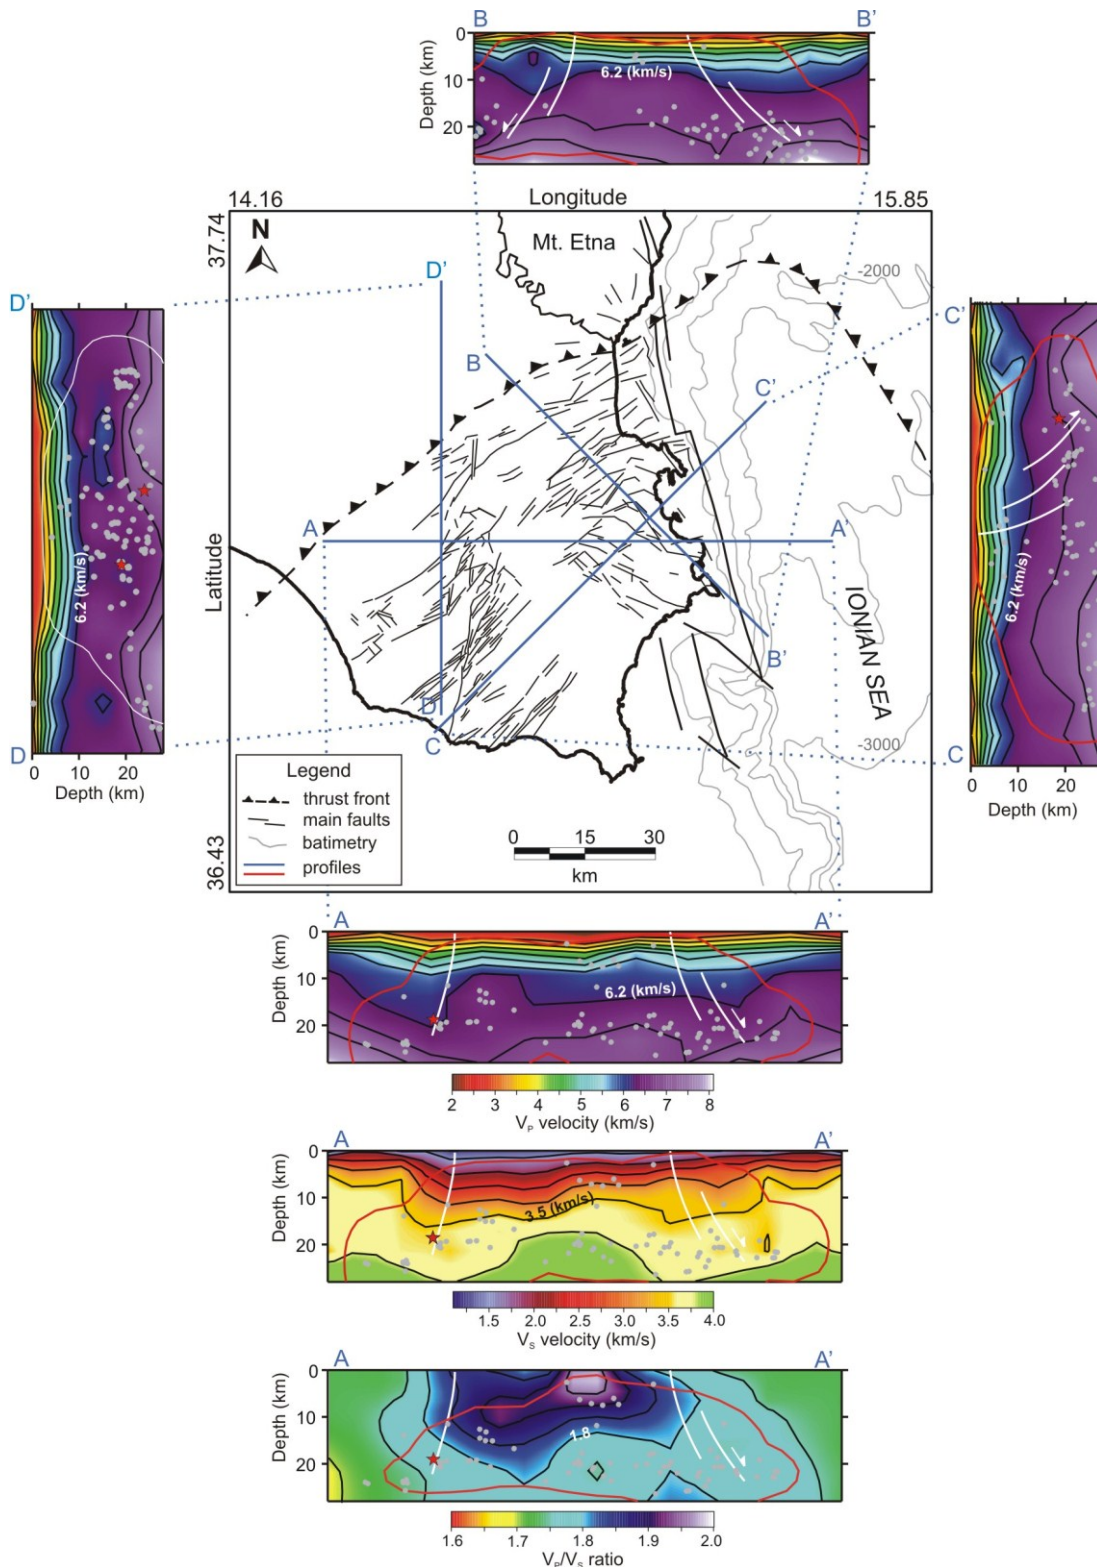 B
B'
0
10
20
Depth (km)
6.2 (km/s)
14.16
Longitude
15.85
37.74
N
Mt. Etna
-2000
D'
D'
C'
B
C'
6.2 (km/s)
A
A'
Latitude
IONIAN SEA
6.2 (km/s)
B'
D
C
D
-3000
C
0
10
20
Depth (km)
0
10
20
Depth (km)
Legend
thrust front
main faults
batimetry
profiles
0
15
30
km
36.43
A
A'
0
10
20
Depth (km)
6.2 (km/s)
2
3
4
5
6
7
8
VP velocity (km/s)
A
A'
0
10
20
Depth (km)
3.5 (km/s)
1.5
2.0
2.5
3.0
3.5
4.0
VS velocity (km/s)
A
A'
0
10
20
Depth (km)
1.8
1.6
1.7
1.8
1.9
2.0
VP/VS ratio